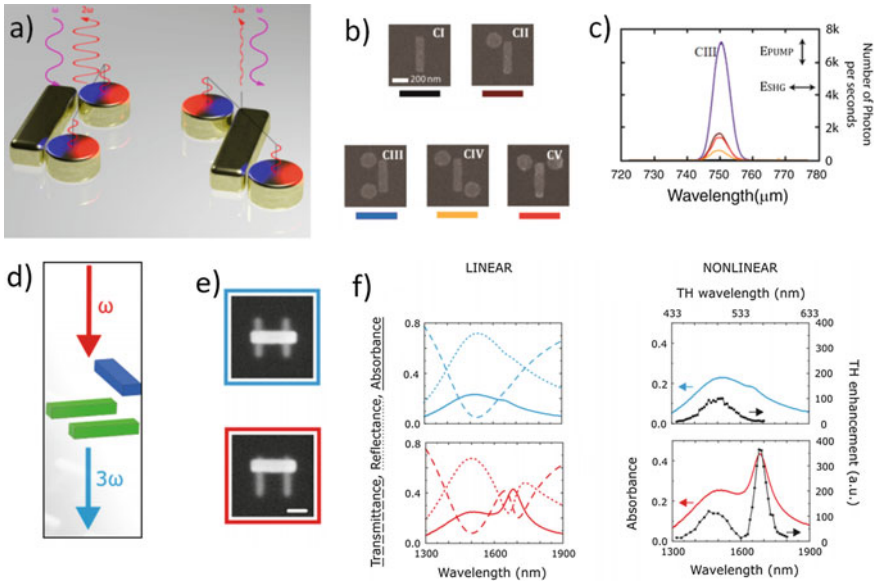 a)
ω
2ω
2ω
ω
b)
CI
200 nm
CII
CIII
CIV
CV
c)
CIII
EPUMP
ESHG
Number of Photon
per seconds
8k
6k
4k
2k
0
720 730 740 750 760 770 780
Wavelength(μm)
d)
ω
3ω
e)
f)
LINEAR
Transmittance, Reflectance, Absorbance
0.8
0.4
0.0
0.8
0.4
0
1300 1500 1700 1900
Wavelength (nm)
NONLINEAR
TH wavelength (nm)
433 533 633
0.4
0.2
0.0
400
300
200
100
0
TH enhancement (a.u.)
Absorbance
0.4
0.2
0
400
300
200
100
0
1300 1500 1700 1900
Wavelength (nm)